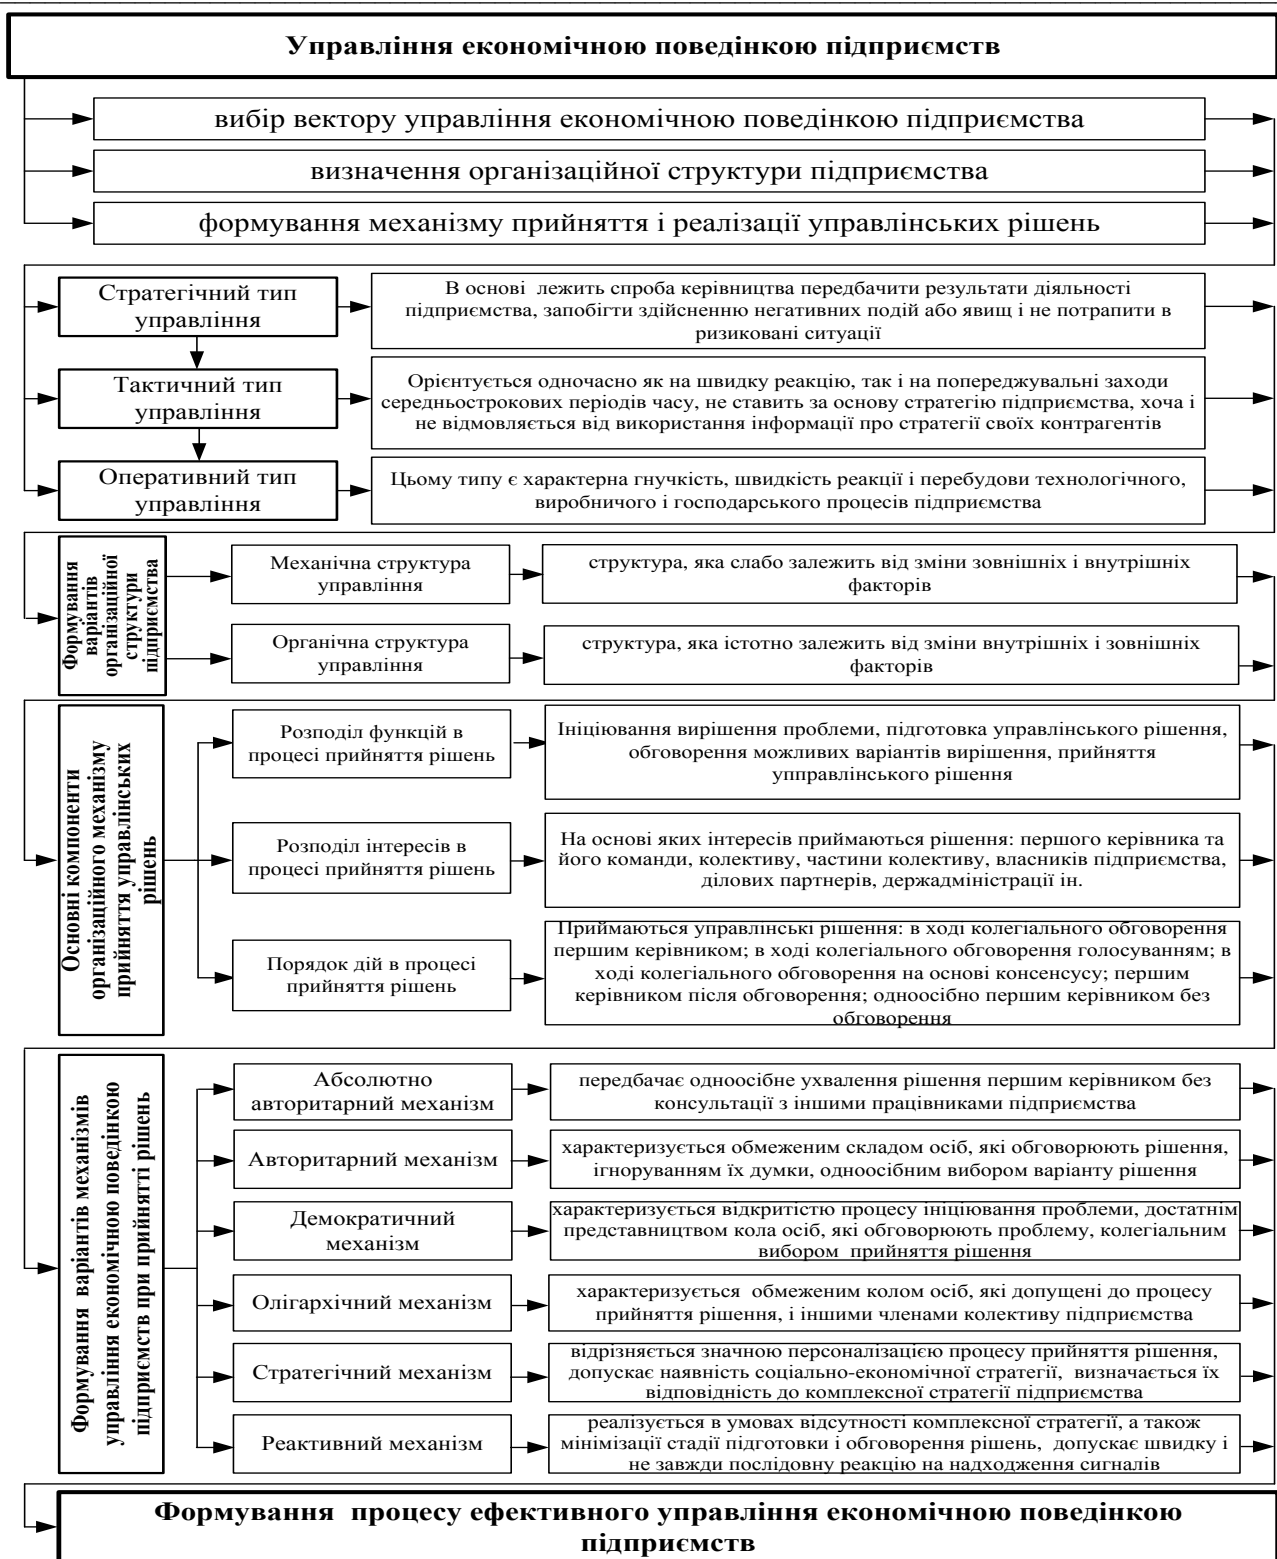 Управління економічною поведінкою підприємств
вибір вектору управління економічною поведінкою підприємства
визначення організаційної структури підприємства
формування механізму прийняття і реалізації управлінських рішень
Стратегічний тип
управління
В основі лежить спроба керівництва передбачити результати діяльності
підприємства, запобігти здійсненню негативних подій або явищ і не потрапити в
ризиковані ситуації
Тактичний тип
управління
Орієнтується одночасно як на швидку реакцію, так і на попереджувальні заходи
середньострокових періодів часу, не ставить за основу стратегію підприємства, хоча і
не відмовляється від використання інформації про стратегії своїх контрагентів
Оперативний тип
управління
Цьому типу є характерна гнучкість, швидкість реакції і перебудови технологічного,
виробничого і господарського процесів підприємства
Формування
варіантів
організаційної
структури
підприємства
Механічна структура
управління
структура, яка слабо залежить від зміни зовнішніх і внутрішніх
факторів
Органічна структура
управління
структура, яка істотно залежить від зміни внутрішніх і зовнішніх
факторів
Основні компоненти
організаційного механізму
прийняття управлінських
рішень
Розподіл функцій в
процесі прийняття рішень
Ініціювання вирішення проблеми, підготовка управлінського рішення,
обговорення можливих варіантів вирішення, прийняття
упправлінського рішення
Розподіл інтересів в
процесі прийняття рішень
На основі яких інтересів приймаються рішення: першого керівника та
його команди, колективу, частини колективу, власників підприємства,
ділових партнерів, держадміністрації ін.
Порядок дій в процесі
прийняття рішень
Приймаються управлінські рішення: в ході колегіального обговорення
першим керівником; в ході колегіального обговорення голосуванням; в
ході колегіального обговорення на основі консенсусу; першим
керівником після обговорення; одноосібно першим керівником без
обговорення
Формування варіантів механізмів
управління економічною поведінкою
підприємств при прийнятті рішень
Абсолютно
авторитарний механізм
передбачає одноосібне ухвалення рішення першим керівником без
консультації з іншими працівниками підприємства
Авторитарний механізм
характеризується обмеженим складом осіб, які обговорюють рішення,
ігноруванням їх думки, одноосібним вибором варіанту рішення
Демократичний
механізм
характеризується відкритістю процесу ініціювання проблеми, достатнім
представництвом кола осіб, які обговорюють проблему, колегіальним
вибором прийняття рішення
Олігархічний механізм
характеризується обмеженим колом осіб, які допущені до процесу
прийняття рішення, і іншими членами колективу підприємства
Стратегічний механізм
відрізняється значною персоналізацією процесу прийняття рішення,
допускає наявність соціально-економічної стратегії, визначається їх
відповідність до комплексної стратегії підприємства
Реактивний механізм
реалізується в умовах відсутності комплексної стратегії, а також
мінімізації стадії підготовки і обговорення рішень, допускає швидку і
не завжди послідовну реакцію на надходження сигналів
Формування процесу ефективного управління економічною поведінкою
підприємств